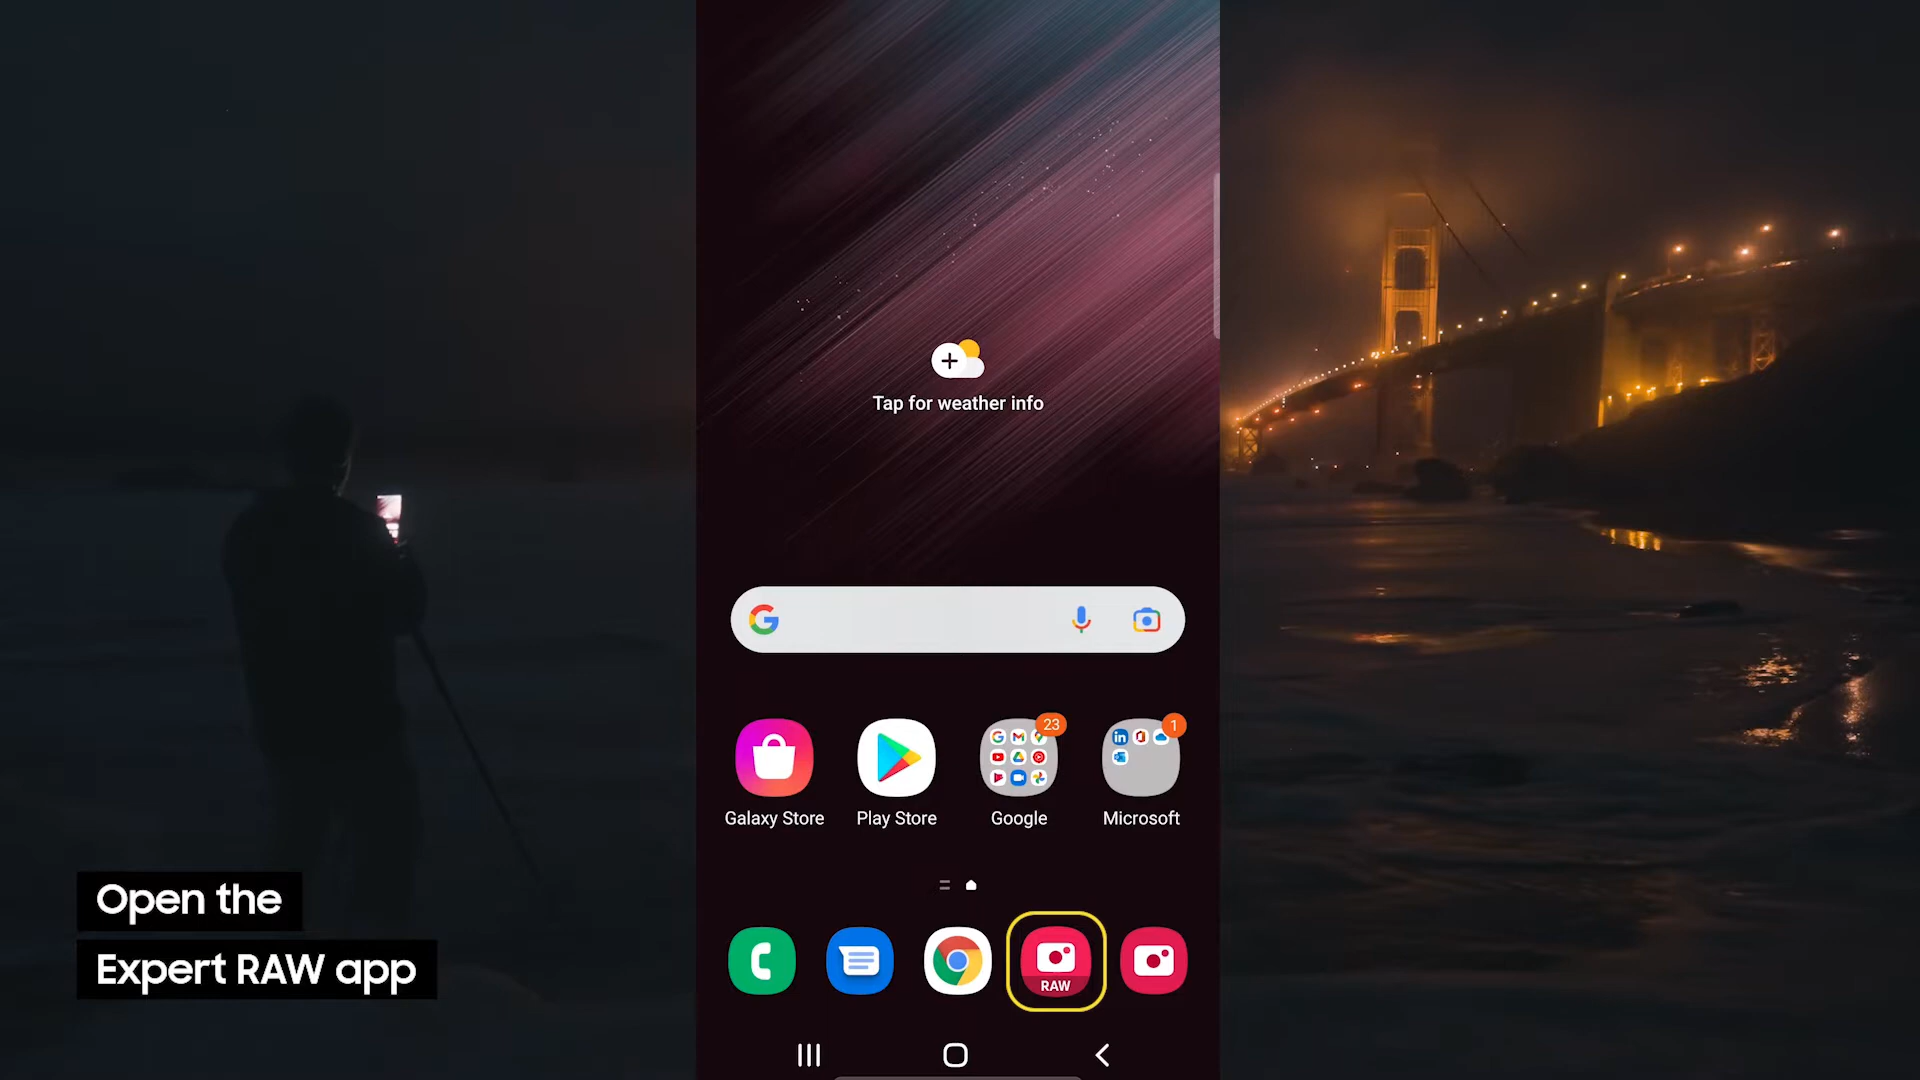 Tap for weather info
23
1
Galaxy Store
Play Store
Google
Microsoft
RAW
Open the
Expert RAW app